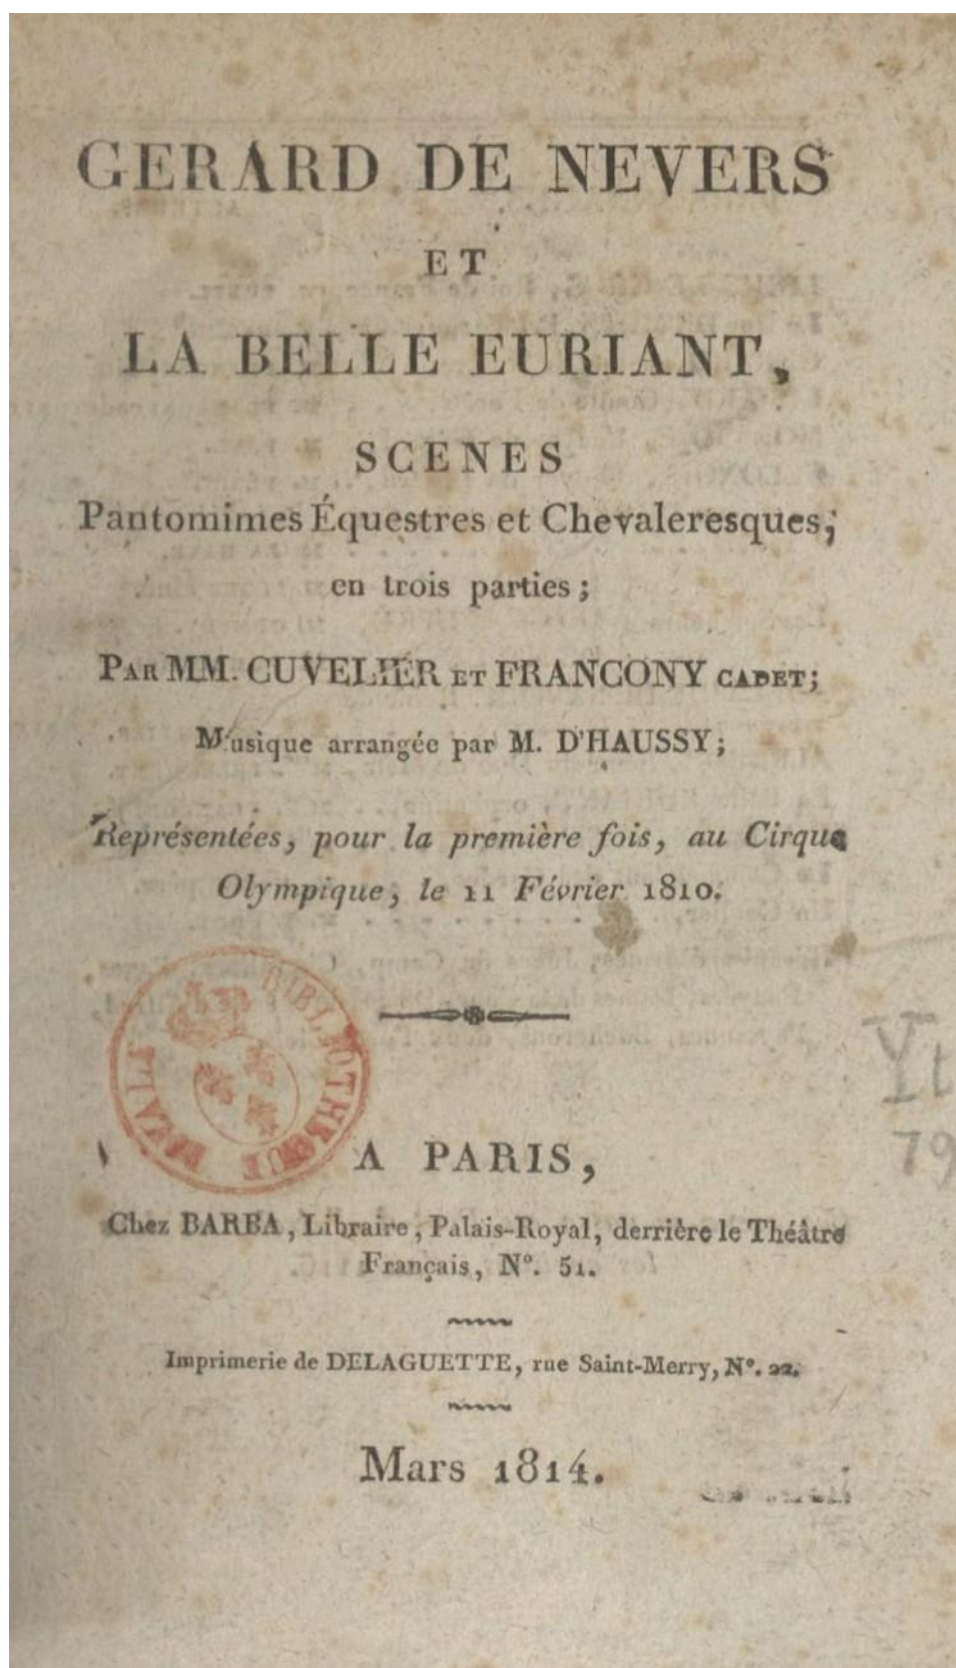 GERARD DE NEVERS
ET
LA BELLE EURIANT,
SCENES
Pantomimes Équestres et Chevaleresques;
en trois parties;
PAR MM. CUVELIER ET FRANCONY CADET;
Musique arrangée par M. D'HAUSSY;
Représentées, pour la première fois, au Cirque
Olympique, le 11 Février 1810.
BIBLIOTHEQUE
A PARIS,
Chez BARBA, Libraire, Palais-Royal, derrière le Théâtre
Français, N°. 51.
Imprimerie de DELAGUETTE, rue Saint-Merry, N°. 22.
Mars 1814.
Yt
79